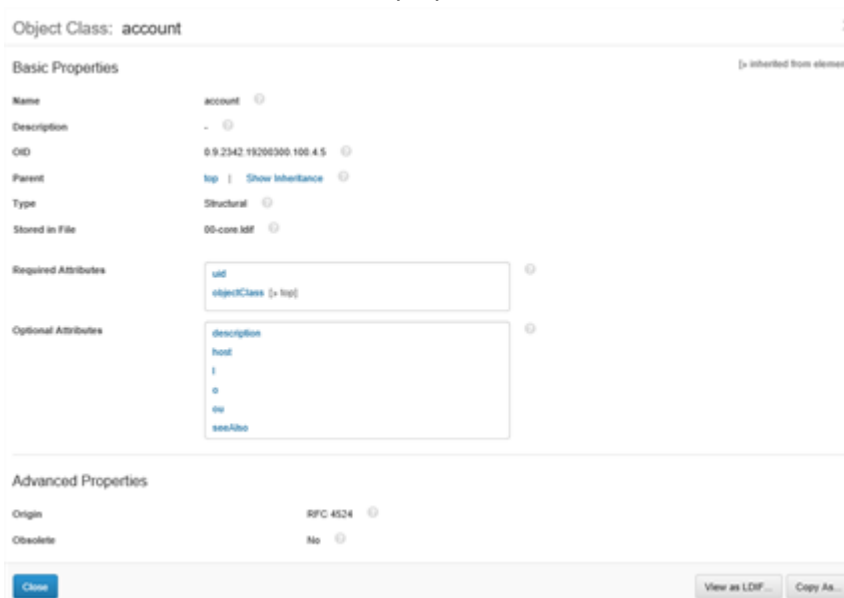 Object Class: account
Basic Properties
[» inherited from elemen
Name account
Description -
OID 0.9.2342.19200300.100.4.5
Parent top | Show Inheritance
Type Structural
Stored in File 00-core.ldif
Required Attributes uid
objectClass [» top]
Optional Attributes description
host
l
o
ou
seeAlso
Advanced Properties
Origin RFC 4524
Obsolete No
Close View as LDIF... Copy As...